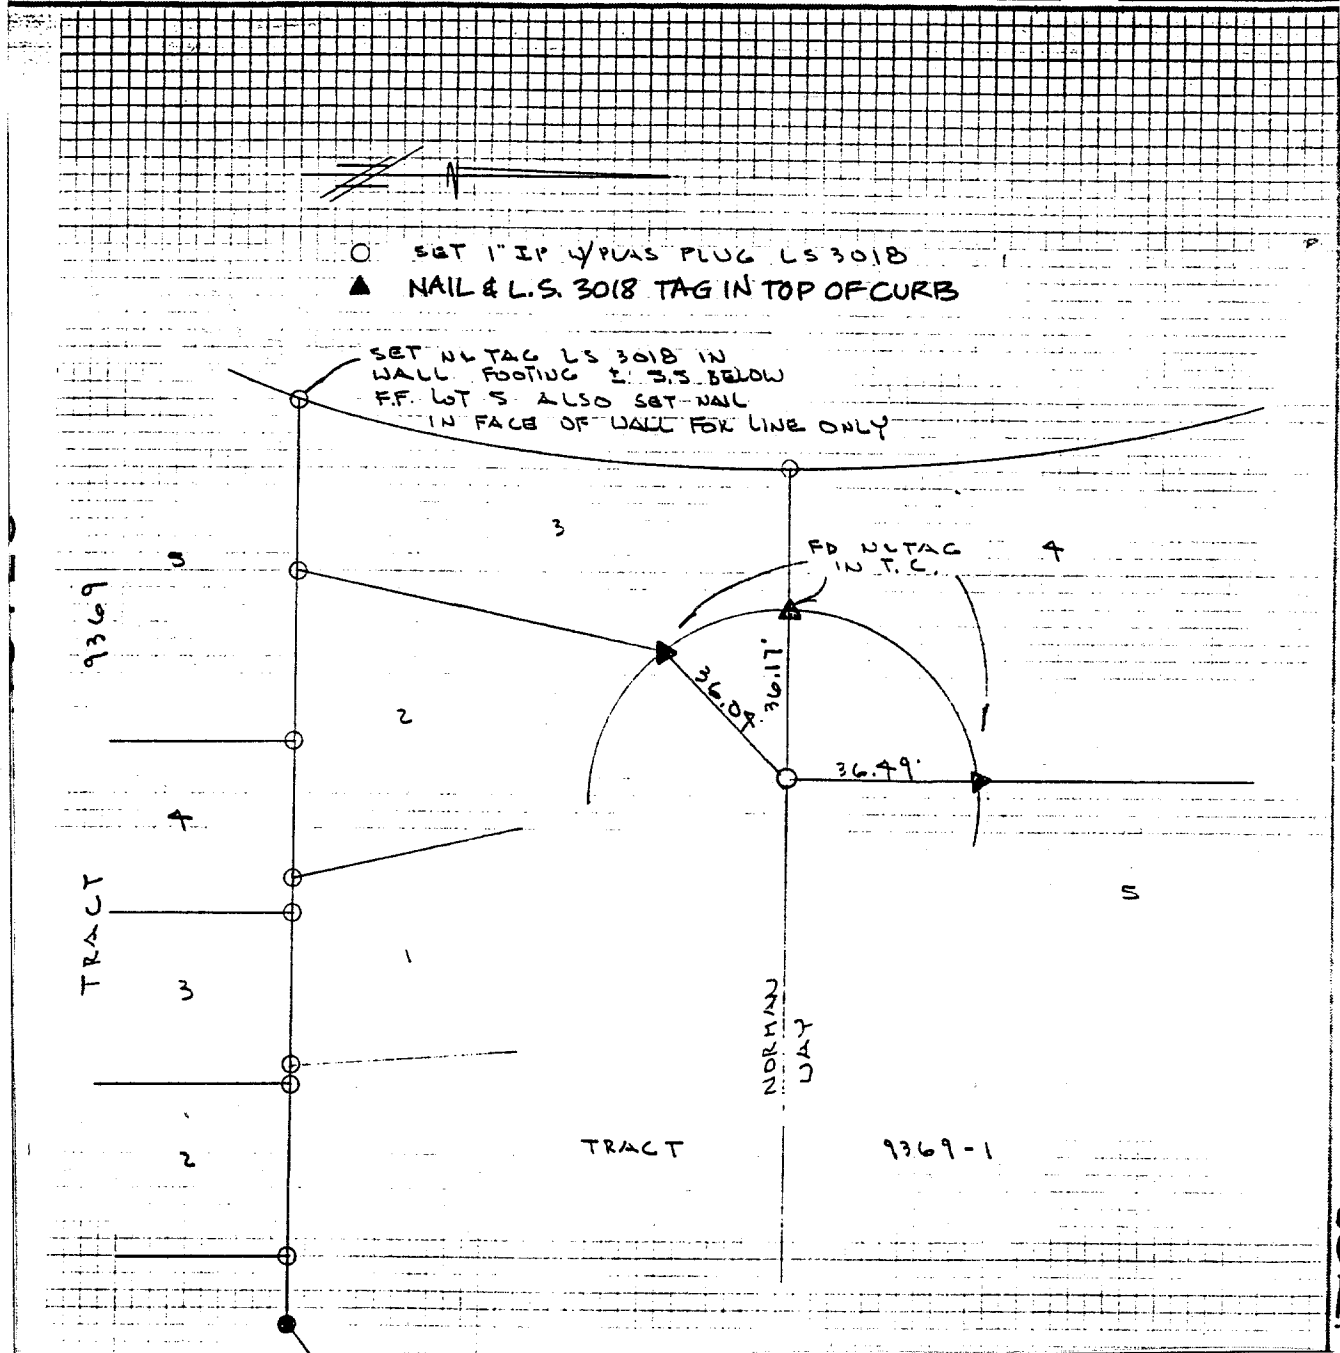 N
SET 1" IP W/PLAS PLUG LS 3018
NAIL & L.S. 3018 TAG IN TOP OF CURB
SET N&TAG LS 3018 IN
WALL FOOTING ± 3.5 BELOW
F.F. LOT 5 ALSO SET NAIL
IN FACE OF WALL FOR LINE ONLY
3
FD N&TAG
IN T.C.
4
5
TRACT 9369
36.04
36.17'
2
36.49'
4
5
1
3
NORMAN
WAY
TRACT 9369-1
2